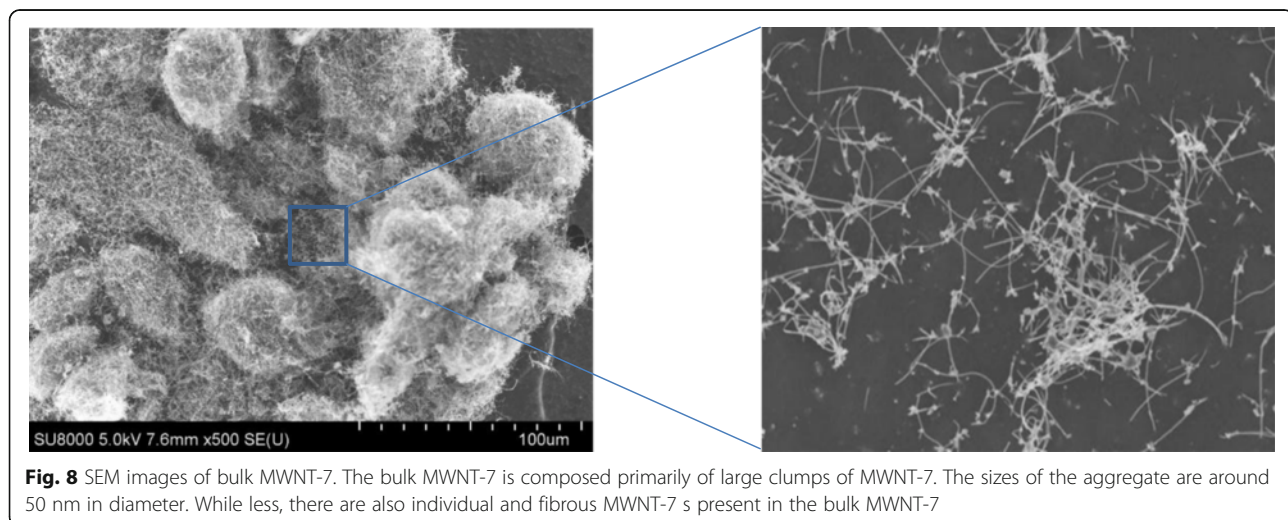 SU8000 5.0kV 7.6mm x500 SE(U) 100um
Fig. 8 SEM images of bulk MWNT-7. The bulk MWNT-7 is composed primarily of large clumps of MWNT-7. The sizes of the aggregate are around
50 nm in diameter. While less, there are also individual and fibrous MWNT-7 s present in the bulk MWNT-7